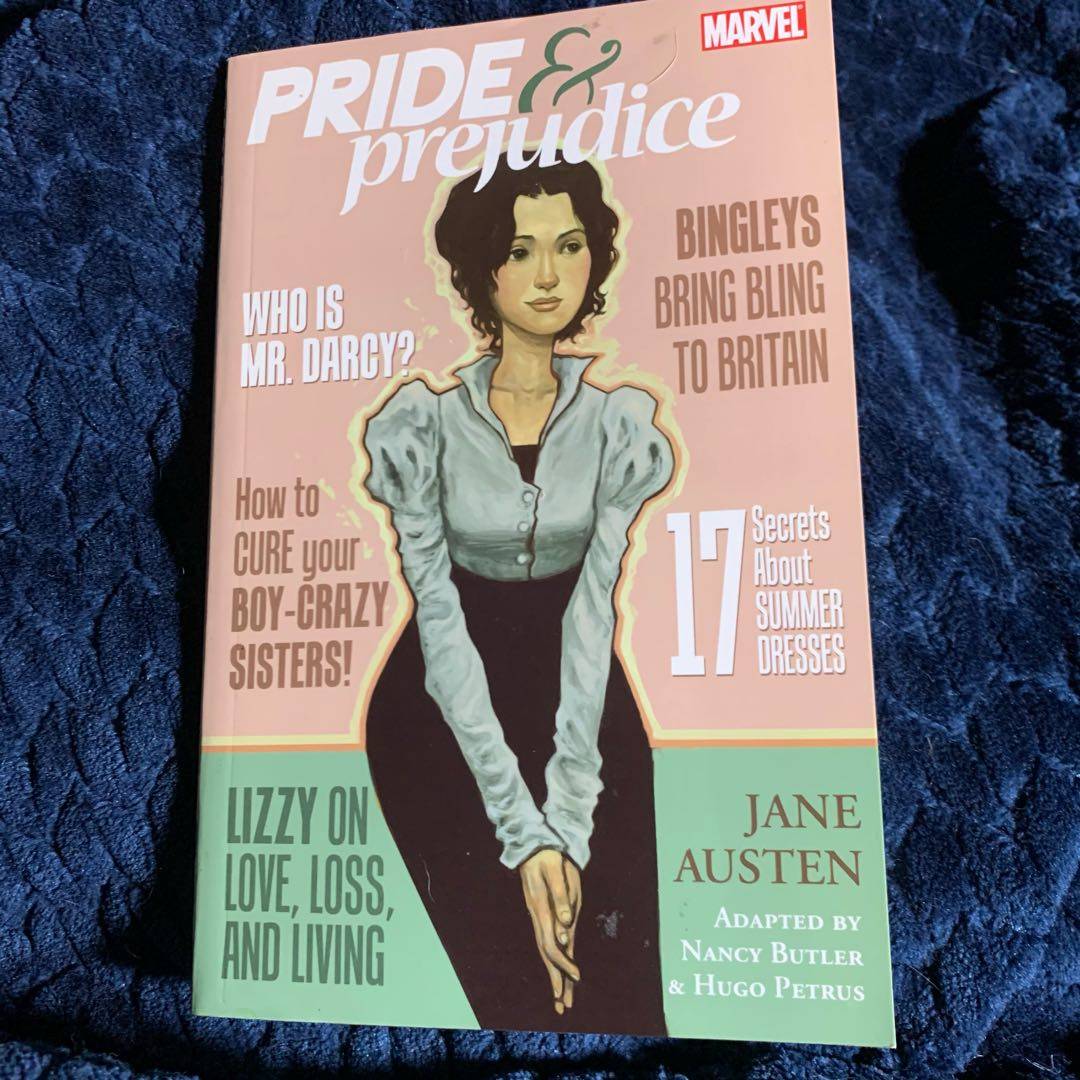 MARVEL
PRIDE &
prejudice
WHO IS
MR. DARCY?
BINGLEYS
BRING BLING
TO BRITAIN
How to
CURE your
BOY-CRAZY
SISTERS!
17
Secrets
About
SUMMER
DRESSES
LIZZY ON
LOVE, LOSS,
AND LIVING
JANE
AUSTEN
ADAPTED BY
NANCY BUTLER
& HUGO PETRUS